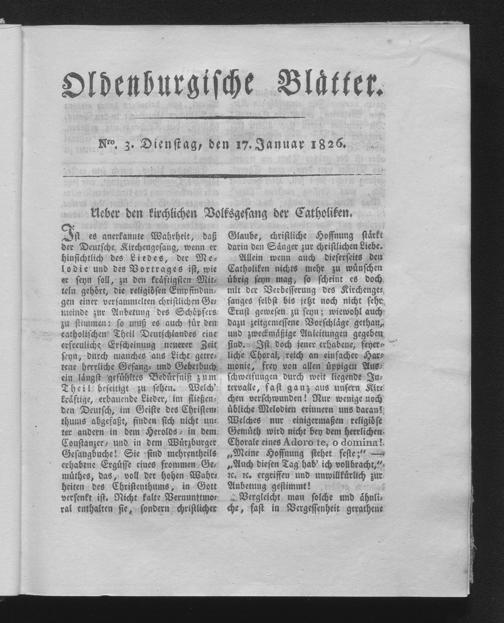 Oldenburgische Blätter.
Nro. 3. Dienstag, den 17. Januar 1826.
Ueber den kirchlichen Volksgesang der Catholiken.
Ist es anerkannte Wahrheit, daß
der Deutsche Kirchengesang, wenn er
hinsichtlich des Liedes, der Me-
lodie und des Vortrages ist, wie
er seyn soll, zu den kräftigsten Mit-
teln gehört, die religiösen Empfindun-
gen einer versammelten christlichen Ge-
meinde zur Anbetung des Schöpfers
zu stimmen: so muß es auch für den
catholischen Theil Deutschlandes eine
erfreuliche Erscheinung neuerer Zeit
seyn, durch manches ans Licht getre-
tene herrliche Gesang- und Gebetbuch
ein längst gefühltes Bedürfniß zum
Theil beseitigt zu sehen. Welch'
kräftige, erbauende Lieder, im fließen-
den Deutsch, im Geiste des Christen-
thums abgefaßt, finden sich nicht un-
ter andern in dem Herolds- in dem
Constanzer- und in dem Würzburger
Gesangbuche! Sie sind mehrentheils
erhabene Ergüsse eines frommen Ge-
müthes, das, voll der hohen Wahr-
heiten des Christenthums, in Gott
versenkt ist. Nicht kalte Vernunftmo-
ral enthalten sie, sondern christlicher
Glaube, christliche Hoffnung stärkt
darin den Sänger zur christlichen Liebe.
Allein wenn auch dieserseits den
Catholiken nichts mehr zu wünschen
übrig seyn mag, so scheint es doch
mit der Verbesserung des Kirchenge-
sanges selbst bis jetzt noch nicht sehr
Ernst gewesen zu seyn; wiewohl auch
dazu zeitgemessene Vorschläge gethan,
und zweckmäßige Anleitungen gegeben
sind. Ist doch jener erhabene, feyer-
liche Choral, reich an einfacher Har-
monie, frey von allen üppigen Aus-
schweifungen durch weit liegende In-
tervalle, fast ganz aus unsern Kir-
chen verschwunden! Nur wenige noch
übliche Melodien erinnern uns daran!
Welches nur einigermaßen religiöse
Gemüth wird nicht bey den herrlichen
Chorale eines Adoro te, o domina!
„Meine Hoffnung stehet feste;“ —
„Auch diesen Tag hab' ich vollbracht,“
ꝛc. ꝛc. ergriffen und unwillkürlich zur
Anbetung gestimmt!
Vergleicht man solche und ähnli-
che, fast in Vergessenheit gerathene